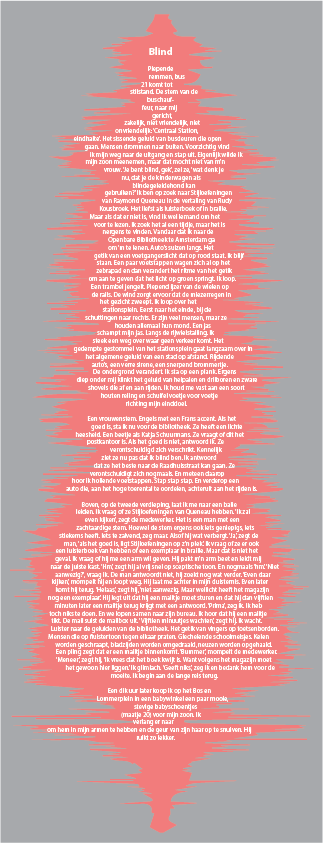 Blind
Piepende
remmen, bus
21 komt tot
stilstand. De stem van de
buschauf-
feur, naar mij
gericht,
zakelijk, niet vriendelijk, niet
onvriendelijk: 'Centraal Station,
eindhalte'. Het sissende geluid van busdeuren die open
gaan. Mensen drommen naar buiten. Voorzichtig vind
ik mijn weg naar de uitgang en stap uit. Eigenlijk wilde ik
mijn zoon meenemen, maar dat mocht niet van m'n
vrouw. 'Je bent blind, gek', zei ze, 'wat denk je
nu, dat je de kinderwagen als
blindegeleidehond kan
gebruiken?' Ik ben op zoek naar Stijloefeningen
van Raymond Queneau in de vertaling van Rudy
Kousbroek. Het liefst als luisterboek of in braille.
Maar als dat er niet is, vind ik wel iemand om het
voor te lezen. Ik zoek het al een tijdje, maar het is
nergens te vinden. Vandaar dat ik naar de
Openbare Bibliotheek te Amsterdam ga
om 'm te lenen. Auto's suizen langs. Het
getik van een voetgangerslicht dat op rood staat. Ik blijf
staan. Een paar voetstappen wagen zich al op het
zebrapad en dan verandert het ritme van het getik
om aan te geven dat het licht op groen springt. Ik loop.
Een trambel jengelt. Piepend ijzer van de wielen op
de rails. De wind zorgt ervoor dat de miezerregen in
het gezicht zweept. Ik loop over het
stationsplein. Eerst naar het einde, bij de
schuttingen naar rechts. Er zijn veel mensen, maar ze
houden allemaal hun mond. Een jas
schampt mijn jas. Langs de rijwielstalling. Ik
steek een weg over waar geen verkeer komt. Het
gedempte gestommel van het stationsplein gaat langzaam over in
het algemene geluid van een stad op afstand. Rijdende
auto's, een verre sirene, een snerpend brommertje.
De ondergrond verandert. Ik stap op een plank. Ergens
diep onder mij klinkt het geluid van heipalen en drilboren en zware
shovels die af en aan rijden. Ik houd me vast aan een soort
houten reling en schuifel voetje voor voetje
richting mijn einddoel.
Een vrouwenstem. Engels met een Frans accent. Als het
goed is, sta ik nu voor de bibliotheek. Ze heeft een lichte
heesheid. Een beetje als Katja Schuurmans. Ze vraagt of dit het
postkantoor is. Als het goed is niet, antwoord ik. Ze
verontschuldigt zich verschrikt. Kennelijk
ziet ze nu pas dat ik blind ben. Ik antwoord
dat ze het beste naar de Raadhuisstraat kan gaan. Ze
verontschuldigt zich nogmaals. En meteen daarop
hoor ik hollende voetstappen. Stap stap stap. En verderop een
auto die, aan het hoge toerental te oordelen, achteruit aan het rijden is.
Boven, op de tweede verdieping, laat ik me naar een balie
leiden. Ik vraag of ze Stijloefeningen van Queneau hebben. 'Ik zal
even kijken', zegt de medewerker. Het is een man met een
zachtaardige stem. Hoewel de stem ergens ook iets geniepigs, iets
stiekems heeft. Iets te zalvend, zeg maar. Alsof hij wat verbergt. 'Ja', zegt de
man, 'als het goed is, ligt Stijloefeningen op z'n plek'. Ik vraag of ze er ook
een luisterboek van hebben of een exemplaar in braille. Maar dat is niet het
geval. Ik vraag of hij me een arm wil geven. Hij pakt m'n arm beet en leidt mij
naar de juiste kast. 'Hm', zegt hij al vrij snel op sceptische toon. En nogmaals 'hm'. 'Niet
aanwezig?', vraag ik. De man antwoordt niet, hij zoekt nog wat verder. 'Even daar
kijken', mompelt hij en loopt weg. Hij laat me achter in mijn duisternis. Even later
komt hij terug. 'Helaas', zegt hij, 'niet aanwezig. Maar wellicht heeft het magazijn
nog een exemplaar'. Hij legt uit dat hij een mailtje moet sturen en dat hij dan vijftien
minuten later een mailtje terug krijgt met een antwoord. 'Prima', zeg ik. Ik heb
toch niks te doen. En we lopen samen naar zijn bureau. Ik hoor dat hij een mailtje
tikt. De mail suist de mailbox uit. 'Vijftien minuutjes wachten', zegt hij. Ik wacht.
Luister naar de geluiden van de bibliotheek. Het getik van vingers op toetsenborden.
Mensen die op fluistertoon tegen elkaar praten. Giechelende schoolmeisjes. Kelen
worden geschraapt, bladzijden worden omgedraaid, neuzen worden opgehaald.
Een pling zegt dat er een mailtje binnenkomt. 'Jammer', mompelt de medewerker.
'Meneer', zegt hij, 'ik vrees dat het boek kwijt is. Want volgens het magazijn moet
het gewoon hier liggen.' Ik glimlach. 'Geeft niks', zeg ik en bedank hem voor de
moeite. Ik begin aan de lange reis terug.
Een dik uur later koop ik op het Bos en
Lommerplein in een babywinkel een paar mooie,
stevige babyschoentjes
(maatje 20) voor mijn zoon. Ik
verlang er naar
om hem in mijn armen te hebben en de geur van zijn haar op te snuiven. Hij
ruikt zo lekker.